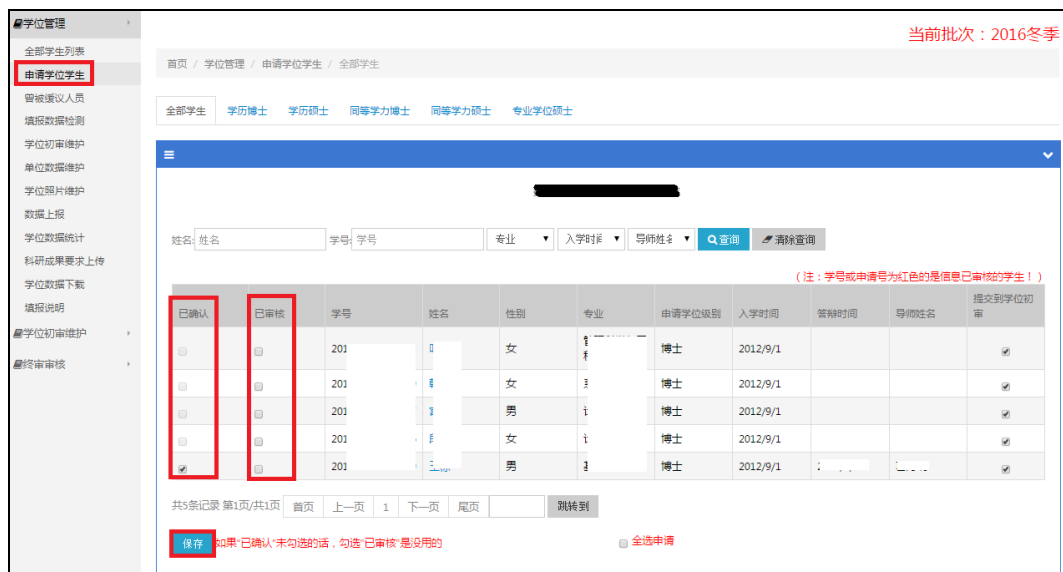 学位管理
全部学生列表
申请学位学生
曾被缓议人员
填报数据检测
学位初审维护
单位数据维护
学位照片维护
数据上报
学位数据统计
科研成果要求上传
学位数据下载
填报说明
学位初审维护
终审审核
当前批次：2016冬季
首页 / 学位管理 / 申请学位学生 / 全部学生
全部学生 学历博士 学历硕士 同等学力博士 同等学力硕士 专业学位硕士
姓名: 姓名 学号: 学号 专业 入学时间 导师姓名 查询 清除查询
（注：学号或申请号为红色的是信息已审核的学生！）
已确认 已审核 学号 姓名 性别 专业 申请学位级别 入学时间 答辩时间 导师姓名 提交到学位初审
201 女 博士 2012/9/1
201 女 博士 2012/9/1
201 男 博士 2012/9/1
201 女 博士 2012/9/1
201 男 博士 2012/9/1
共5条记录 第1页/共1页 首页 上一页 1 下一页 尾页 跳转到
保存 如果“已确认”未勾选的话，勾选“已审核”是没用的 全选申请